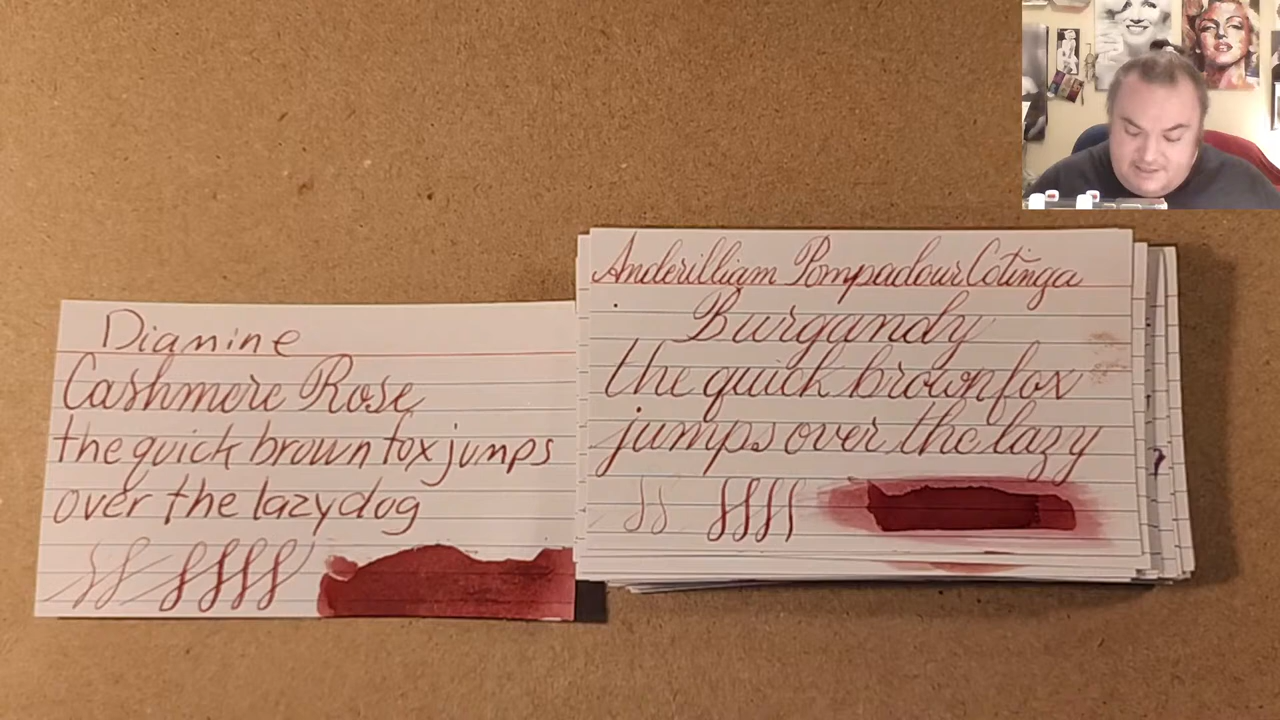 Diamine
Cashmere Rose
the quick brown fox jumps
over the lazy dog
Anderilliam Pompadour Cotinga
Burgandy
the quick brown fox
jumps over the lazy